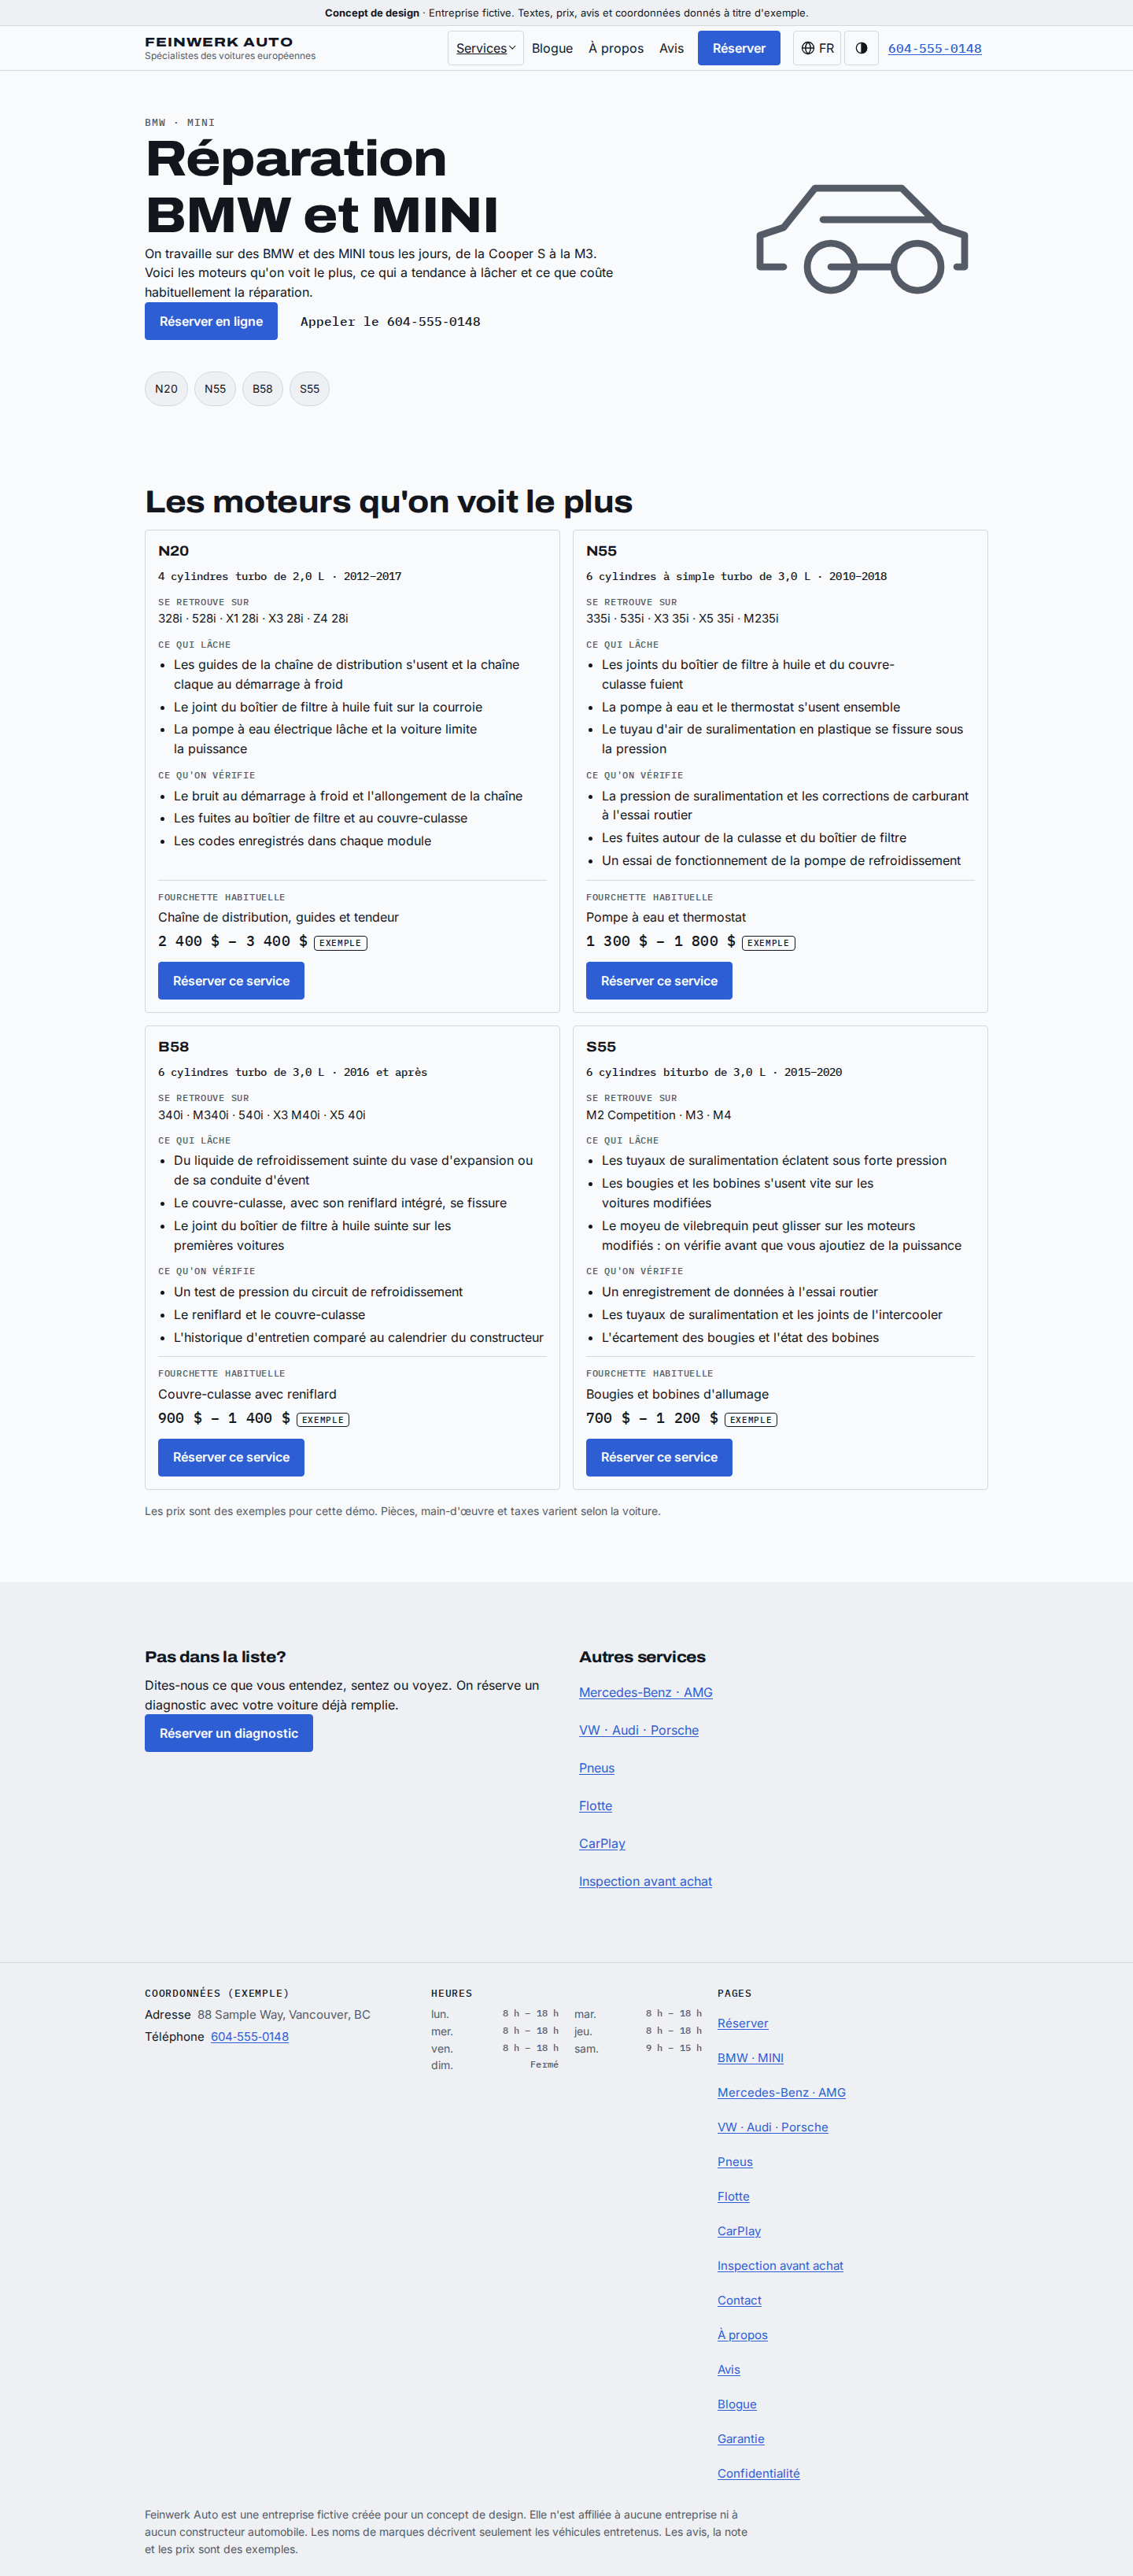 Concept de design · Entreprise fictive. Textes, prix, avis et coordonnées donnés à titre d'exemple.
FEINWERK AUTO
Spécialistes des voitures européennes
Services
Blogue
À propos
Avis
Réserver
FR
604-555-0148
BMW · MINI
Réparation
BMW et MINI
On travaille sur des BMW et des MINI tous les jours, de la Cooper S à la M3.
Voici les moteurs qu'on voit le plus, ce qui a tendance à lâcher et ce que coûte
habituellement la réparation.
Réserver en ligne
Appeler le 604-555-0148
N20
N55
B58
S55
Les moteurs qu'on voit le plus
N20
4 cylindres turbo de 2,0 L · 2012–2017
SE RETROUVE SUR
328i · 528i · X1 28i · X3 28i · Z4 28i
CE QUI LÂCHE
• Les guides de la chaîne de distribution s'usent et la chaîne
claque au démarrage à froid
• Le joint du boîtier de filtre à huile fuit sur la courroie
• La pompe à eau électrique lâche et la voiture limite
la puissance
CE QU'ON VÉRIFIE
• Le bruit au démarrage à froid et l'allongement de la chaîne
• Les fuites au boîtier de filtre et au couvre-culasse
• Les codes enregistrés dans chaque module
FOURCHETTE HABITUELLE
Chaîne de distribution, guides et tendeur
2 400 $ – 3 400 $ EXEMPLE
Réserver ce service
N55
6 cylindres à simple turbo de 3,0 L · 2010–2018
SE RETROUVE SUR
335i · 535i · X3 35i · X5 35i · M235i
CE QUI LÂCHE
• Les joints du boîtier de filtre à huile et du couvre-
culasse fuient
• La pompe à eau et le thermostat s'usent ensemble
• Le tuyau d'air de suralimentation en plastique se fissure sous
la pression
CE QU'ON VÉRIFIE
• La pression de suralimentation et les corrections de carburant
à l'essai routier
• Les fuites autour de la culasse et du boîtier de filtre
• Un essai de fonctionnement de la pompe de refroidissement
FOURCHETTE HABITUELLE
Pompe à eau et thermostat
1 300 $ – 1 800 $ EXEMPLE
Réserver ce service
B58
6 cylindres turbo de 3,0 L · 2016 et après
SE RETROUVE SUR
340i · M340i · 540i · X3 M40i · X5 40i
CE QUI LÂCHE
• Du liquide de refroidissement suinte du vase d'expansion ou
de sa conduite d'évent
• Le couvre-culasse, avec son reniflard intégré, se fissure
• Le joint du boîtier de filtre à huile suinte sur les
premières voitures
CE QU'ON VÉRIFIE
• Un test de pression du circuit de refroidissement
• Le reniflard et le couvre-culasse
• L'historique d'entretien comparé au calendrier du constructeur
FOURCHETTE HABITUELLE
Couvre-culasse avec reniflard
900 $ – 1 400 $ EXEMPLE
Réserver ce service
S55
6 cylindres biturbo de 3,0 L · 2015–2020
SE RETROUVE SUR
M2 Competition · M3 · M4
CE QUI LÂCHE
• Les tuyaux de suralimentation éclatent sous forte pression
• Les bougies et les bobines s'usent vite sur les
voitures modifiées
• Le moyeu de vilebrequin peut glisser sur les moteurs
modifiés : on vérifie avant que vous ajoutiez de la puissance
CE QU'ON VÉRIFIE
• Un enregistrement de données à l'essai routier
• Les tuyaux de suralimentation et les joints de l'intercooler
• L'écartement des bougies et l'état des bobines
FOURCHETTE HABITUELLE
Bougies et bobines d'allumage
700 $ – 1 200 $ EXEMPLE
Réserver ce service
Les prix sont des exemples pour cette démo. Pièces, main-d'œuvre et taxes varient selon la voiture.
Pas dans la liste?
Dites-nous ce que vous entendez, sentez ou voyez. On réserve un
diagnostic avec votre voiture déjà remplie.
Réserver un diagnostic
Autres services
Mercedes-Benz · AMG
VW · Audi · Porsche
Pneus
Flotte
CarPlay
Inspection avant achat
COORDONNÉES (EXEMPLE)
Adresse 88 Sample Way, Vancouver, BC
Téléphone 604-555-0148
HEURES
lun. 8 h – 18 h mar. 8 h – 18 h
mer. 8 h – 18 h jeu. 8 h – 18 h
ven. 8 h – 18 h sam. 9 h – 15 h
dim. Fermé
PAGES
Réserver
BMW · MINI
Mercedes-Benz · AMG
VW · Audi · Porsche
Pneus
Flotte
CarPlay
Inspection avant achat
Contact
À propos
Avis
Blogue
Garantie
Confidentialité
Feinwerk Auto est une entreprise fictive créée pour un concept de design. Elle n'est affiliée à aucune entreprise ni à
aucun constructeur automobile. Les noms de marques décrivent seulement les véhicules entretenus. Les avis, la note
et les prix sont des exemples.